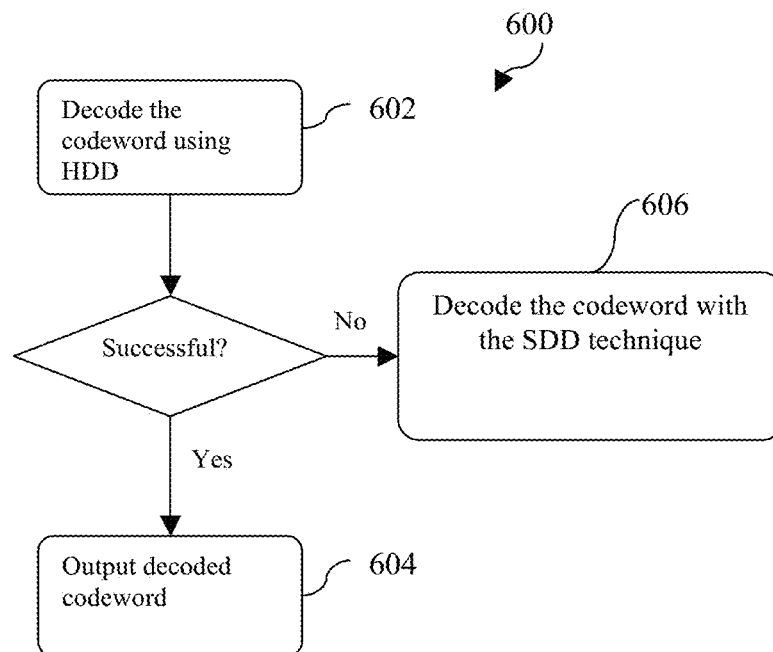 600
Decode the
codeword using
HDD
602
606
Decode the codeword with
the SDD technique
Successful?
No
Yes
Output decoded
codeword
604